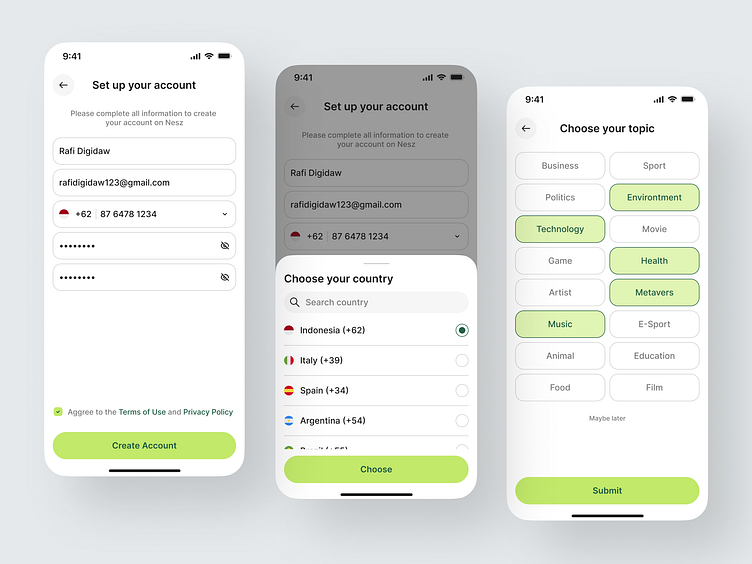 9:41
Set up your account
Please complete all information to create
your account on Nesz
Rafi Digidaw
rafidigidaw123@gmail.com
+62 87 6478 1234
••••••••
••••••••
Aggree to the Terms of Use and Privacy Policy
Create Account
9:41
Set up your account
Please complete all information to create
your account on Nesz
Rafi Digidaw
rafidigidaw123@gmail.com
+62 87 6478 1234
Choose your country
Search country
Indonesia (+62)
Italy (+39)
Spain (+34)
Argentina (+54)
Brazil (+55)
Choose
9:41
Choose your topic
Business Sport
Politics Environtment
Technology Movie
Game Health
Artist Metavers
Music E-Sport
Animal Education
Food Film
Maybe later
Submit